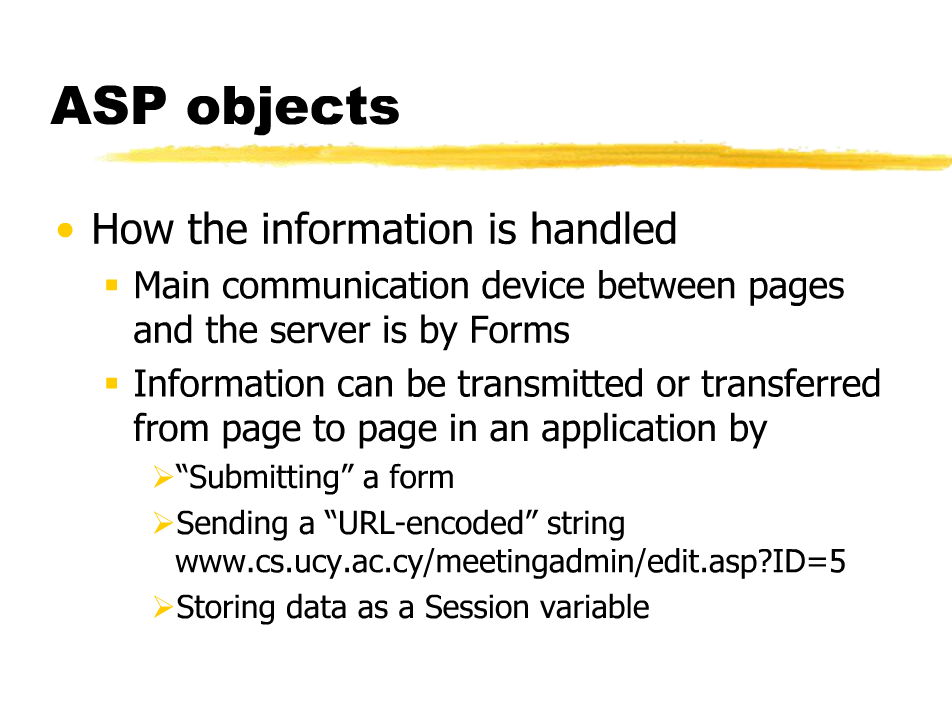 ASP objects
• How the information is handled
▪ Main communication device between pages
and the server is by Forms
▪ Information can be transmitted or transferred
from page to page in an application by
➢“Submitting” a form
➢Sending a “URL-encoded” string
www.cs.ucy.ac.cy/meetingadmin/edit.asp?ID=5
➢Storing data as a Session variable